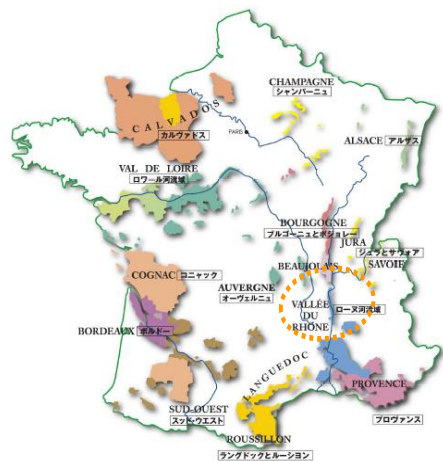 CHAMPAGNE
シャンパーニュ
CALVADOS
カルヴァドス
PARIS
ALSACE アルザス
VAL DE LOIRE
ロワール河流域
BOURGOGNE
ブルゴーニュとボジョレー
JURA
ジュラとサヴォア
BEAUJOLAIS
SAVOIE
COGNAC コニャック
AUVERGNE
オーヴェルニュ
VALLÉE
DU
RHÔNE
ローヌ河流域
BORDEAUX ボルドー
LANGUEDOC
PROVENCE
プロヴァンス
SUD-OUEST
スッド・ウエスト
ROUSSILLON
ラングドックとルーション